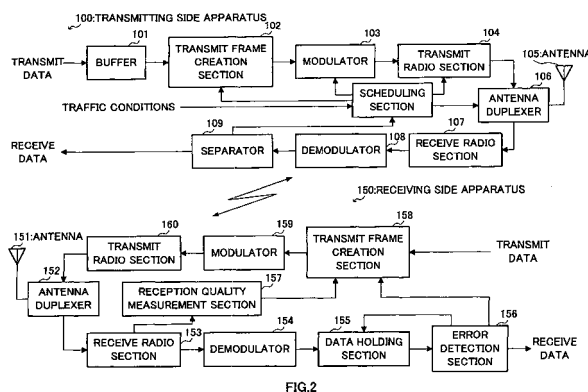 100:TRANSMITTING SIDE APPARATUS
101
102
103
104
105:ANTENNA
106
TRANSMIT
DATA
BUFFER
TRANSMIT FRAME
CREATION
SECTION
MODULATOR
TRANSMIT
RADIO SECTION
TRAFFIC CONDITIONS
SCHEDULING
SECTION
ANTENNA
DUPLEXER
109
108
107
RECEIVE
DATA
SEPARATOR
DEMODULATOR
RECEIVE RADIO
SECTION
150:RECEIVING SIDE APPARATUS
151:ANTENNA
160
159
158
152
TRANSMIT
RADIO SECTION
MODULATOR
TRANSMIT FRAME
CREATION
SECTION
TRANSMIT
DATA
157
ANTENNA
DUPLEXER
RECEPTION QUALITY
MEASUREMENT SECTION
153
154
155
156
RECEIVE RADIO
SECTION
DEMODULATOR
DATA HOLDING
SECTION
ERROR
DETECTION
SECTION
RECEIVE
DATA
FIG.2